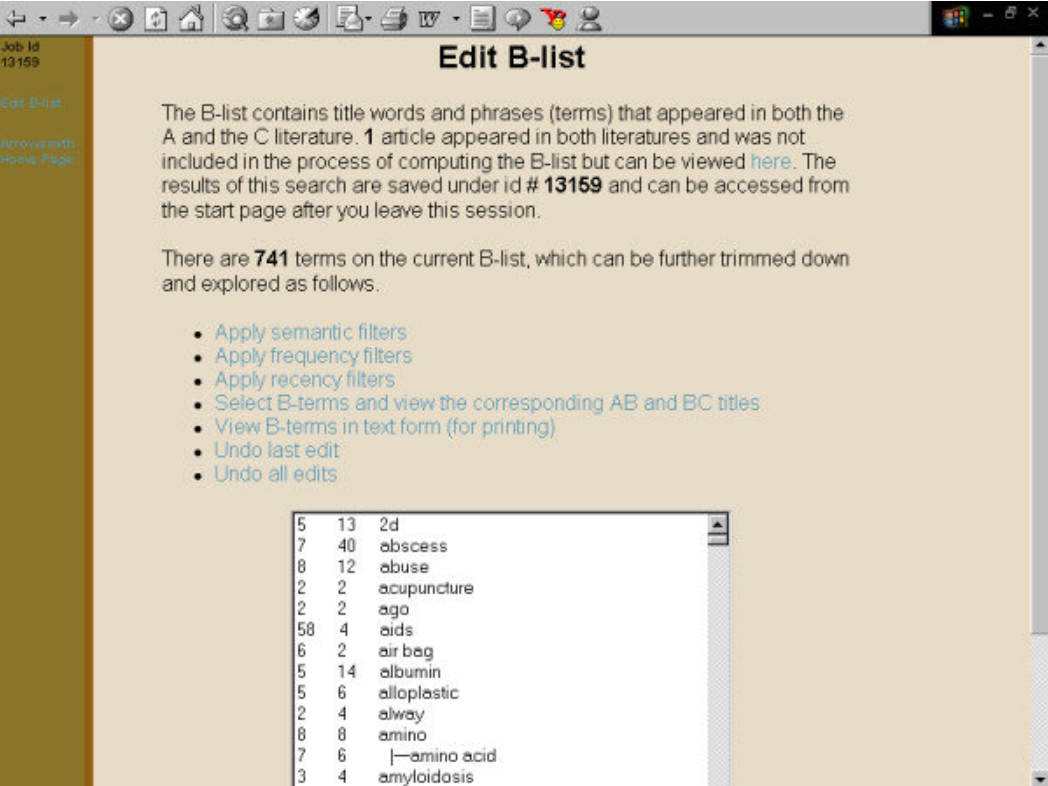 Job Id
13159
Edit B-list
Arrowsmith
Home Page
Edit B-list
The B-list contains title words and phrases (terms) that appeared in both the
A and the C literature. 1 article appeared in both literatures and was not
included in the process of computing the B-list but can be viewed here. The
results of this search are saved under id # 13159 and can be accessed from
the start page after you leave this session.
There are 741 terms on the current B-list, which can be further trimmed down
and explored as follows.
• Apply semantic filters
• Apply frequency filters
• Apply recency filters
• Select B-terms and view the corresponding AB and BC titles
• View B-terms in text form (for printing)
• Undo last edit
• Undo all edits
5 13 2d
7 40 abscess
8 12 abuse
2 2 acupuncture
2 2 ago
58 4 aids
6 2 air bag
5 14 albumin
5 6 alloplastic
2 4 alway
8 8 amino
7 6 |—amino acid
3 4 amyloidosis